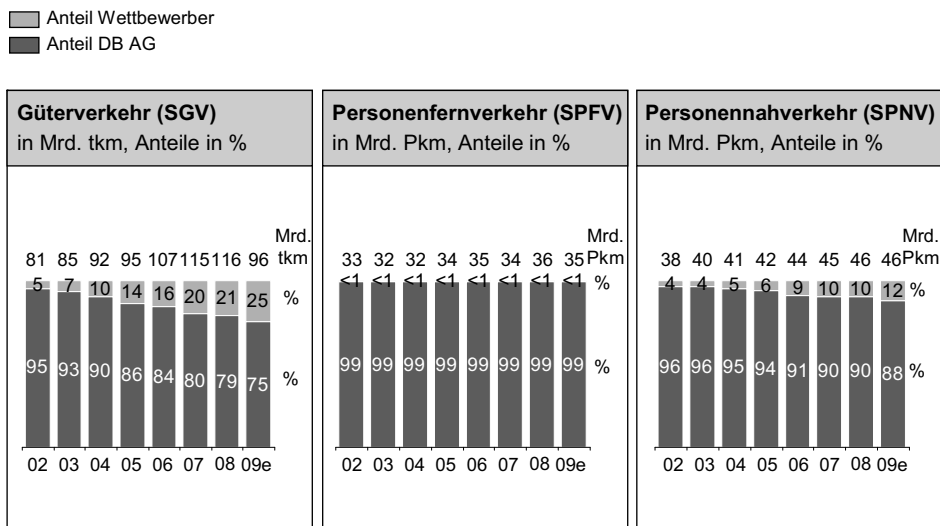 Anteil Wettbewerber
Anteil DB AG
Güterverkehr (SGV)
in Mrd. tkm, Anteile in %
Mrd.
81 85 92 95 107 115 116 96 tkm
5 7 10 14 16 20 21 25 %
95 93 90 86 84 80 79 75 %
02 03 04 05 06 07 08 09e
Personenfernverkehr (SPFV)
in Mrd. Pkm, Anteile in %
Mrd.
33 32 32 34 35 34 36 35 Pkm
<1 <1 <1 <1 <1 <1 <1 <1 %
99 99 99 99 99 99 99 99 %
02 03 04 05 06 07 08 09e
Personennahverkehr (SPNV)
in Mrd. Pkm, Anteile in %
Mrd.
38 40 41 42 44 45 46 46 Pkm
4 4 5 6 9 10 10 12 %
96 96 95 94 91 90 90 88 %
02 03 04 05 06 07 08 09e